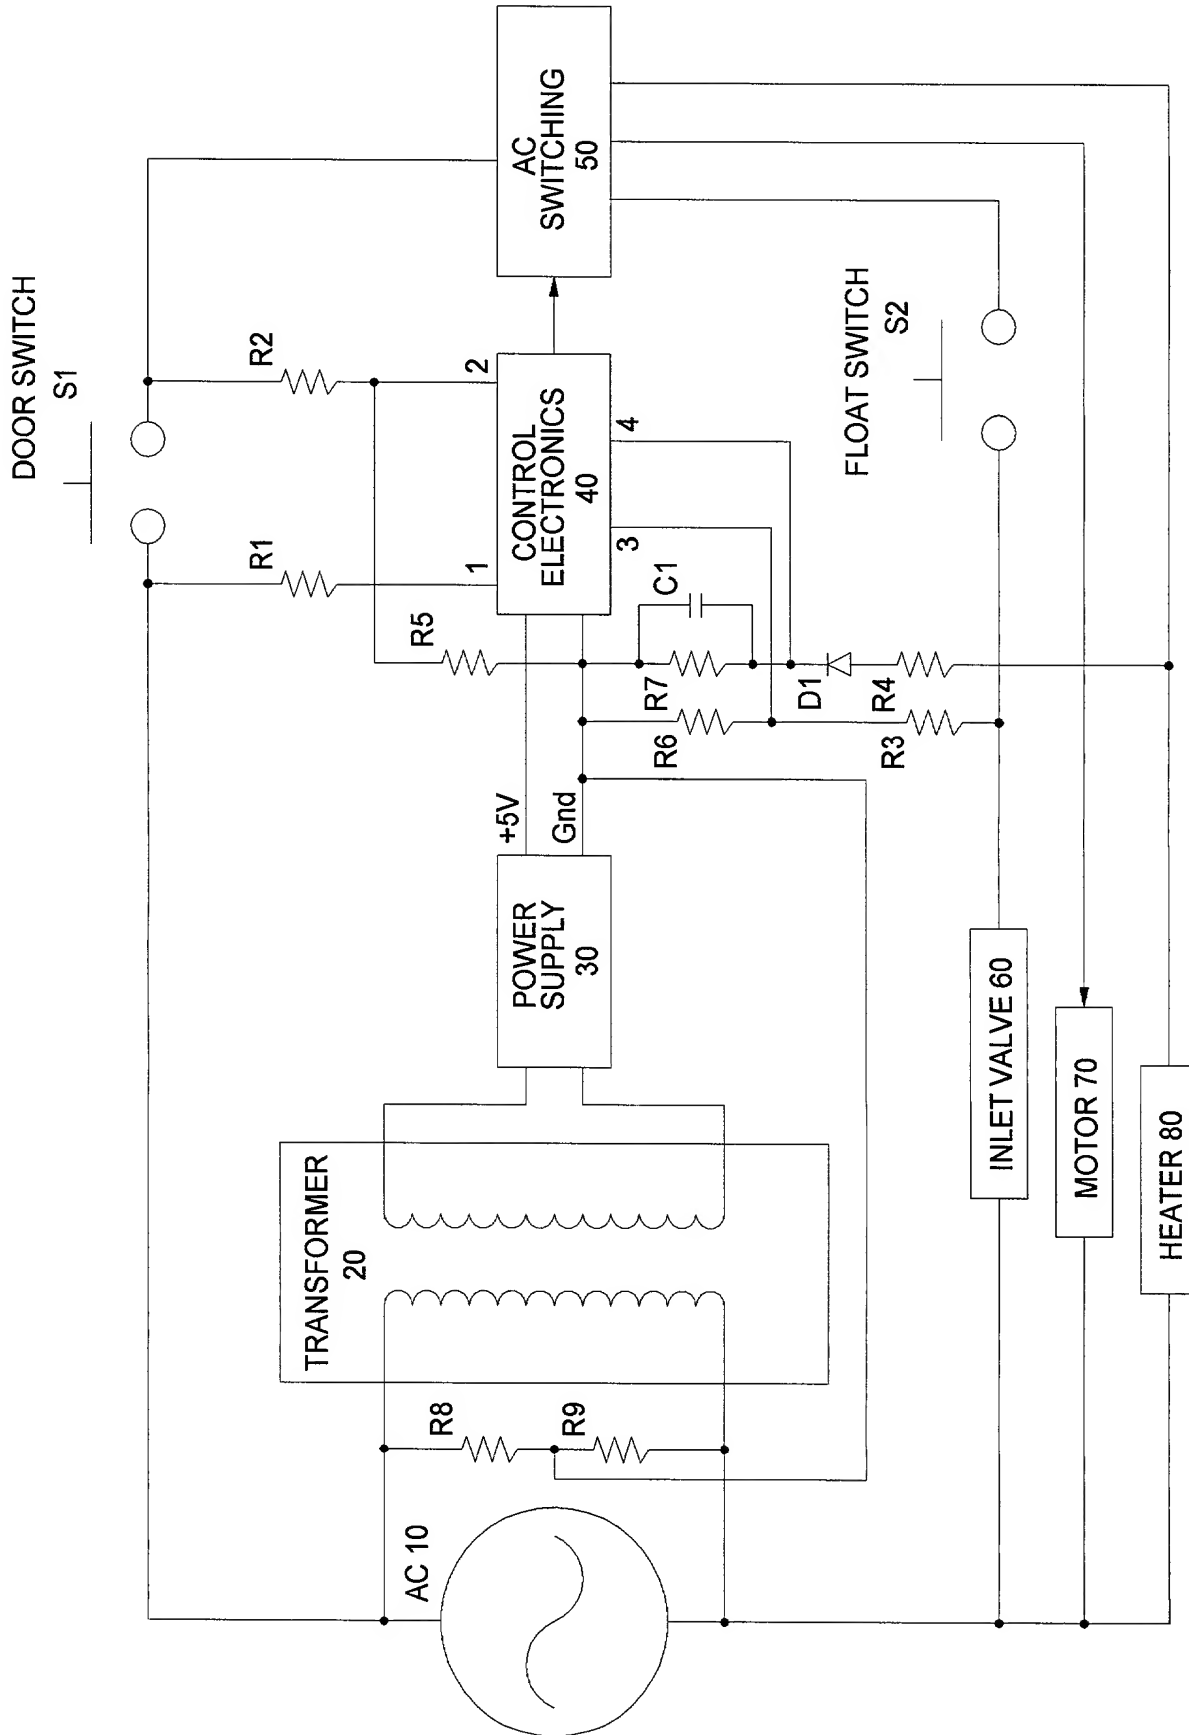 DOOR SWITCH
S1
R1
R2
R5
1
2
AC
SWITCHING
50
CONTROL
ELECTRONICS
40
3
4
+5V
Gnd
POWER
SUPPLY
30
TRANSFORMER
20
R8
R9
AC 10
C1
R7
R6
D1
R4
R3
FLOAT SWITCH
S2
INLET VALVE 60
MOTOR 70
HEATER 80